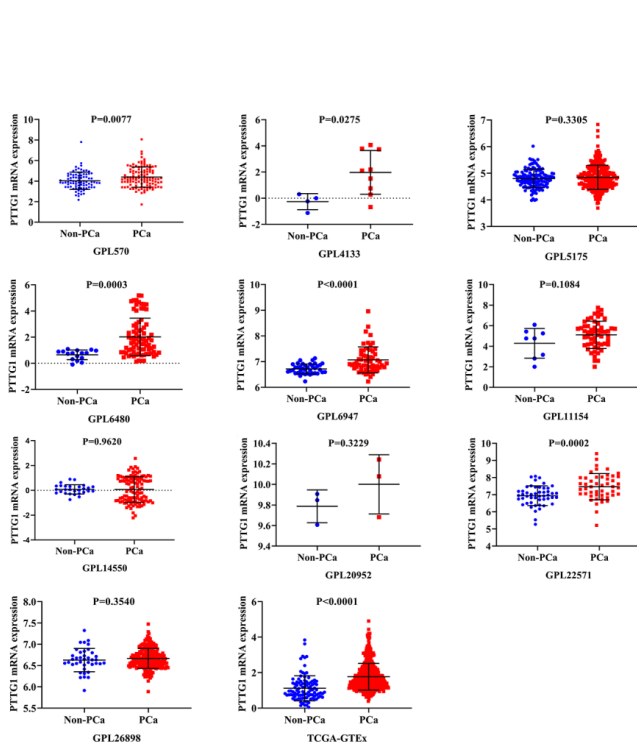 P=0.0077
PTTG1 mRNA expression
10
8
6
4
2
0
Non-PCa PCa
GPL570
P=0.0275
PTTG1 mRNA expression
6
4
2
0
-2
Non-PCa PCa
GPL4133
P=0.3305
PTTG1 mRNA expression
7
6
5
4
3
Non-PCa PCa
GPL5175
P=0.0003
PTTG1 mRNA expression
6
4
2
0
-2
Non-PCa PCa
GPL6480
P<0.0001
PTTG1 mRNA expression
10
9
8
7
6
Non-PCa PCa
GPL6947
P=0.1084
PTTG1 mRNA expression
10
8
6
4
2
0
Non-PCa PCa
GPL11154
P=0.9620
PTTG1 mRNA expression
4
2
0
-2
-4
Non-PCa PCa
GPL14550
P=0.3229
PTTG1 mRNA expression
10.4
10.2
10.0
9.8
9.6
9.4
Non-PCa PCa
GPL20952
P=0.0002
PTTG1 mRNA expression
10
9
8
7
6
5
4
Non-PCa PCa
GPL22571
P=0.3540
PTTG1 mRNA expression
8.0
7.5
7.0
6.5
6.0
5.5
Non-PCa PCa
GPL26898
P<0.0001
PTTG1 mRNA expression
6
4
2
0
Non-PCa PCa
TCGA-GTEx